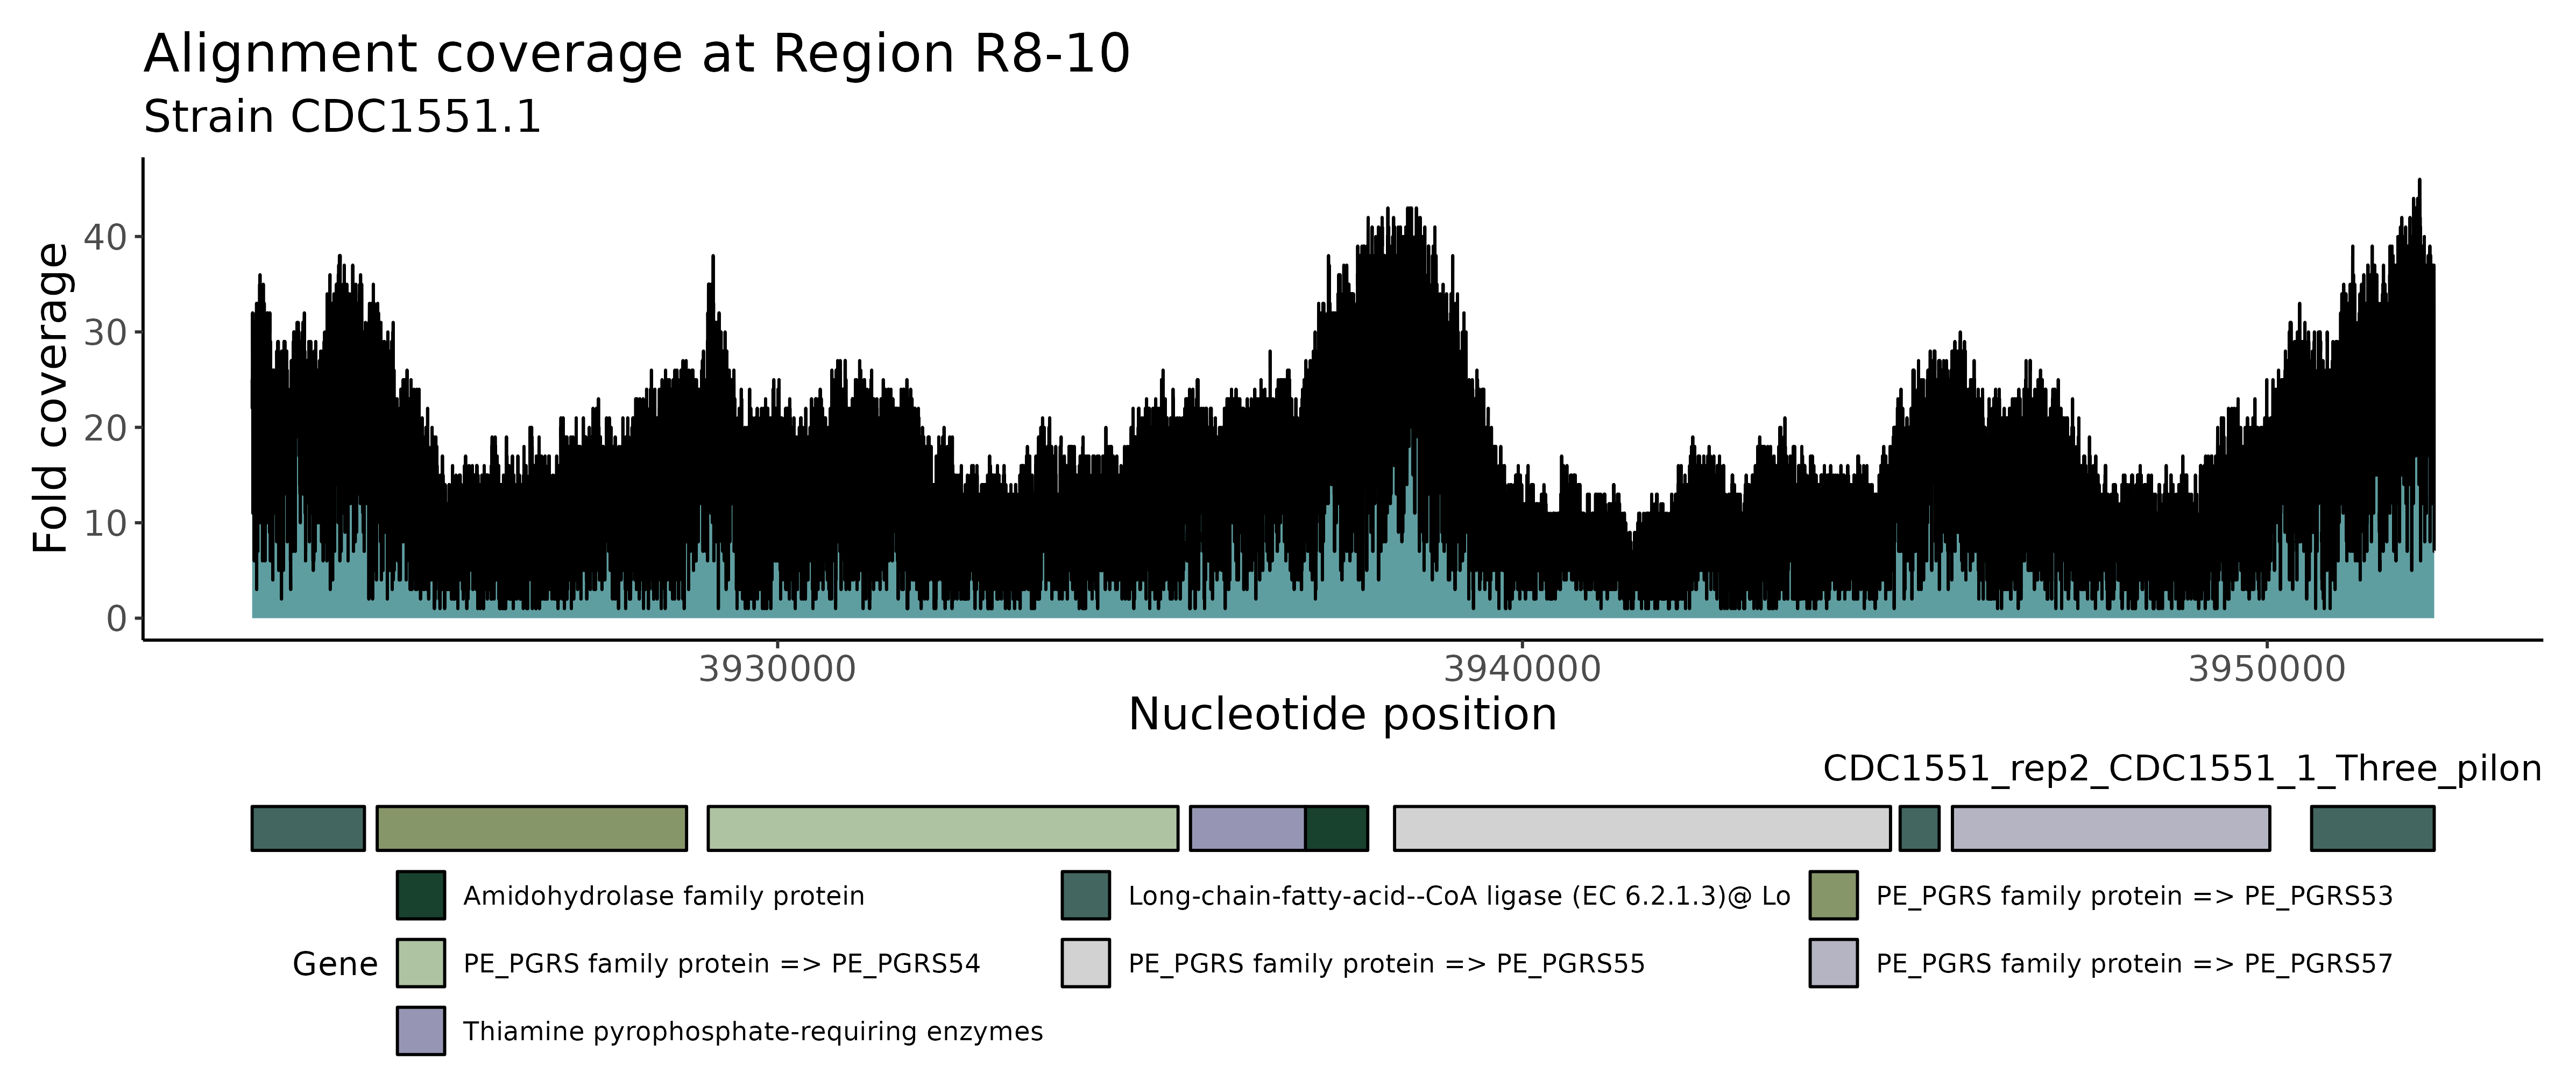 Alignment coverage at Region R8-10
Strain CDC1551.1
Fold coverage
40
30
20
10
0
3930000 3940000 3950000
Nucleotide position
CDC1551_rep2_CDC1551_1_Three_pilon
Gene
Amidohydrolase family protein
Long-chain-fatty-acid--CoA ligase (EC 6.2.1.3)@ Lo
PE_PGRS family protein => PE_PGRS53
PE_PGRS family protein => PE_PGRS54
PE_PGRS family protein => PE_PGRS55
PE_PGRS family protein => PE_PGRS57
Thiamine pyrophosphate-requiring enzymes